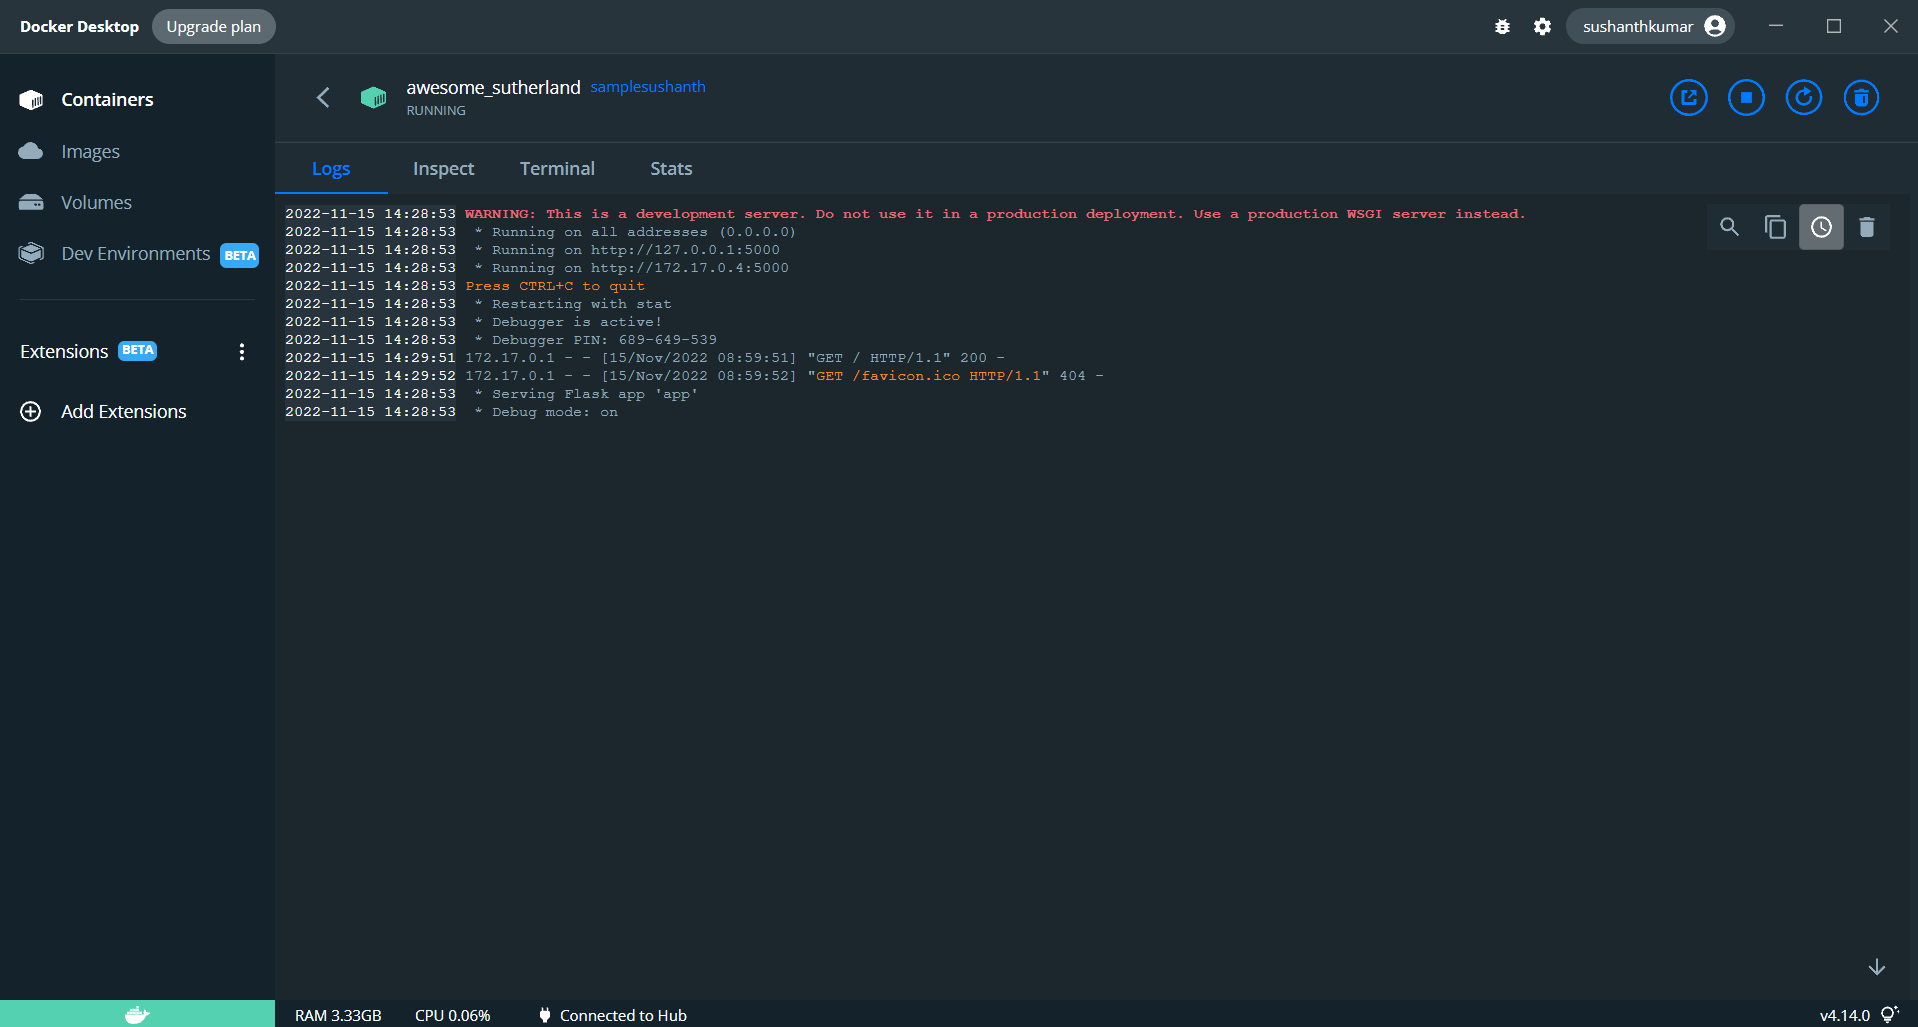 Docker Desktop Upgrade plan sushanthkumar
Containers
Images
Volumes
Dev Environments BETA
Extensions BETA
Add Extensions
awesome_sutherland samplesushanth
RUNNING
Logs Inspect Terminal Stats
2022-11-15 14:28:53 WARNING: This is a development server. Do not use it in a production deployment. Use a production WSGI server instead.
2022-11-15 14:28:53  * Running on all addresses (0.0.0.0)
2022-11-15 14:28:53  * Running on http://127.0.0.1:5000
2022-11-15 14:28:53  * Running on http://172.17.0.4:5000
2022-11-15 14:28:53 Press CTRL+C to quit
2022-11-15 14:28:53  * Restarting with stat
2022-11-15 14:28:53  * Debugger is active!
2022-11-15 14:28:53  * Debugger PIN: 689-649-539
2022-11-15 14:29:51 172.17.0.1 - - [15/Nov/2022 08:59:51] "GET / HTTP/1.1" 200 -
2022-11-15 14:29:52 172.17.0.1 - - [15/Nov/2022 08:59:52] "GET /favicon.ico HTTP/1.1" 404 -
2022-11-15 14:28:53  * Serving Flask app 'app'
2022-11-15 14:28:53  * Debug mode: on
RAM 3.33GB CPU 0.06% Connected to Hub v4.14.0